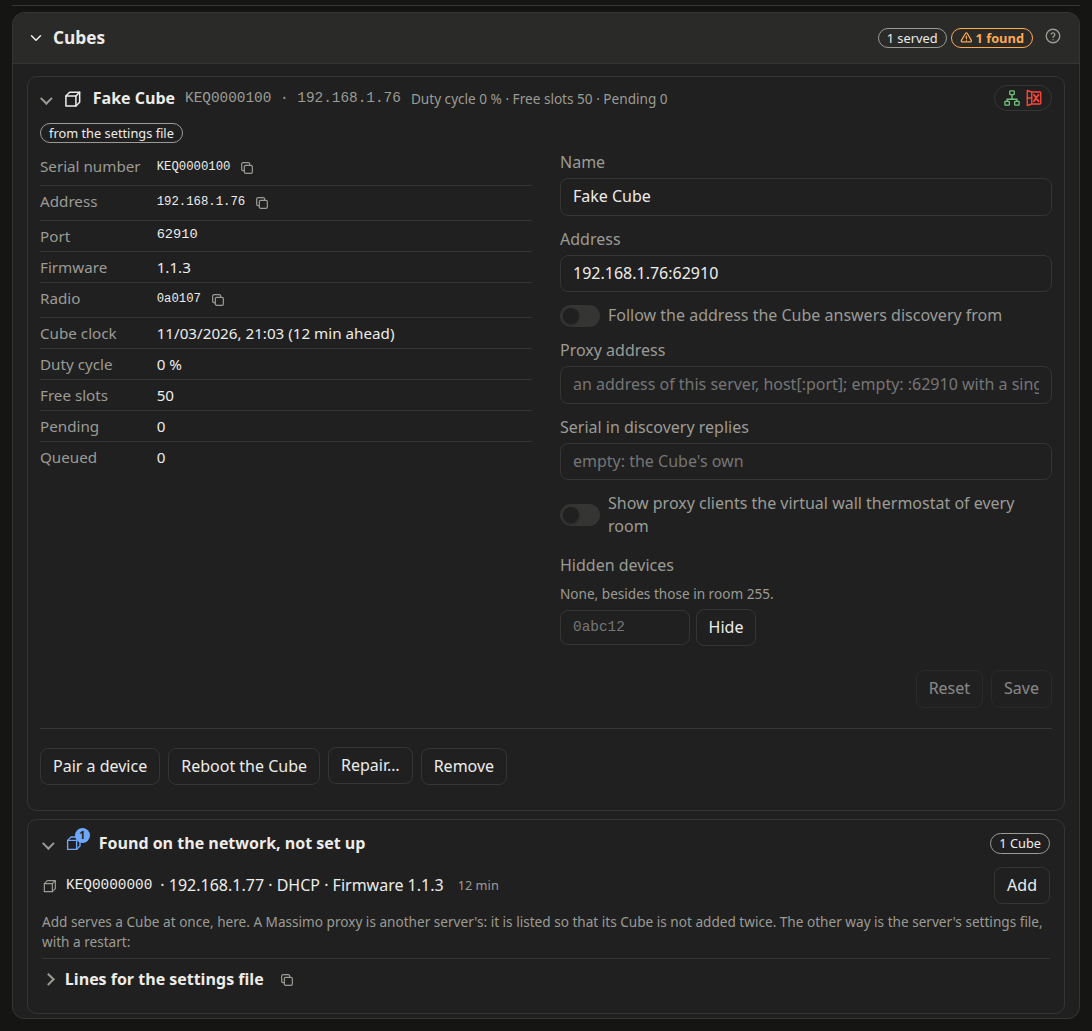 Cubes
1 served
1 found
Fake Cube KEQ0000100 · 192.168.1.76 Duty cycle 0 % · Free slots 50 · Pending 0
from the settings file
Serial number KEQ0000100
Address 192.168.1.76
Port 62910
Firmware 1.1.3
Radio 0a0107
Cube clock 11/03/2026, 21:03 (12 min ahead)
Duty cycle 0 %
Free slots 50
Pending 0
Queued 0
Name
Fake Cube
Address
192.168.1.76:62910
Follow the address the Cube answers discovery from
Proxy address
an address of this server, host[:port]; empty: :62910 with a sing
Serial in discovery replies
empty: the Cube's own
Show proxy clients the virtual wall thermostat of every
room
Hidden devices
None, besides those in room 255.
0abc12 Hide
Reset Save
Pair a device Reboot the Cube Repair... Remove
1
Found on the network, not set up 1 Cube
KEQ0000000 · 192.168.1.77 · DHCP · Firmware 1.1.3 12 min Add
Add serves a Cube at once, here. A Massimo proxy is another server's: it is listed so that its Cube is not added twice. The other way is the server's settings file,
with a restart:
Lines for the settings file